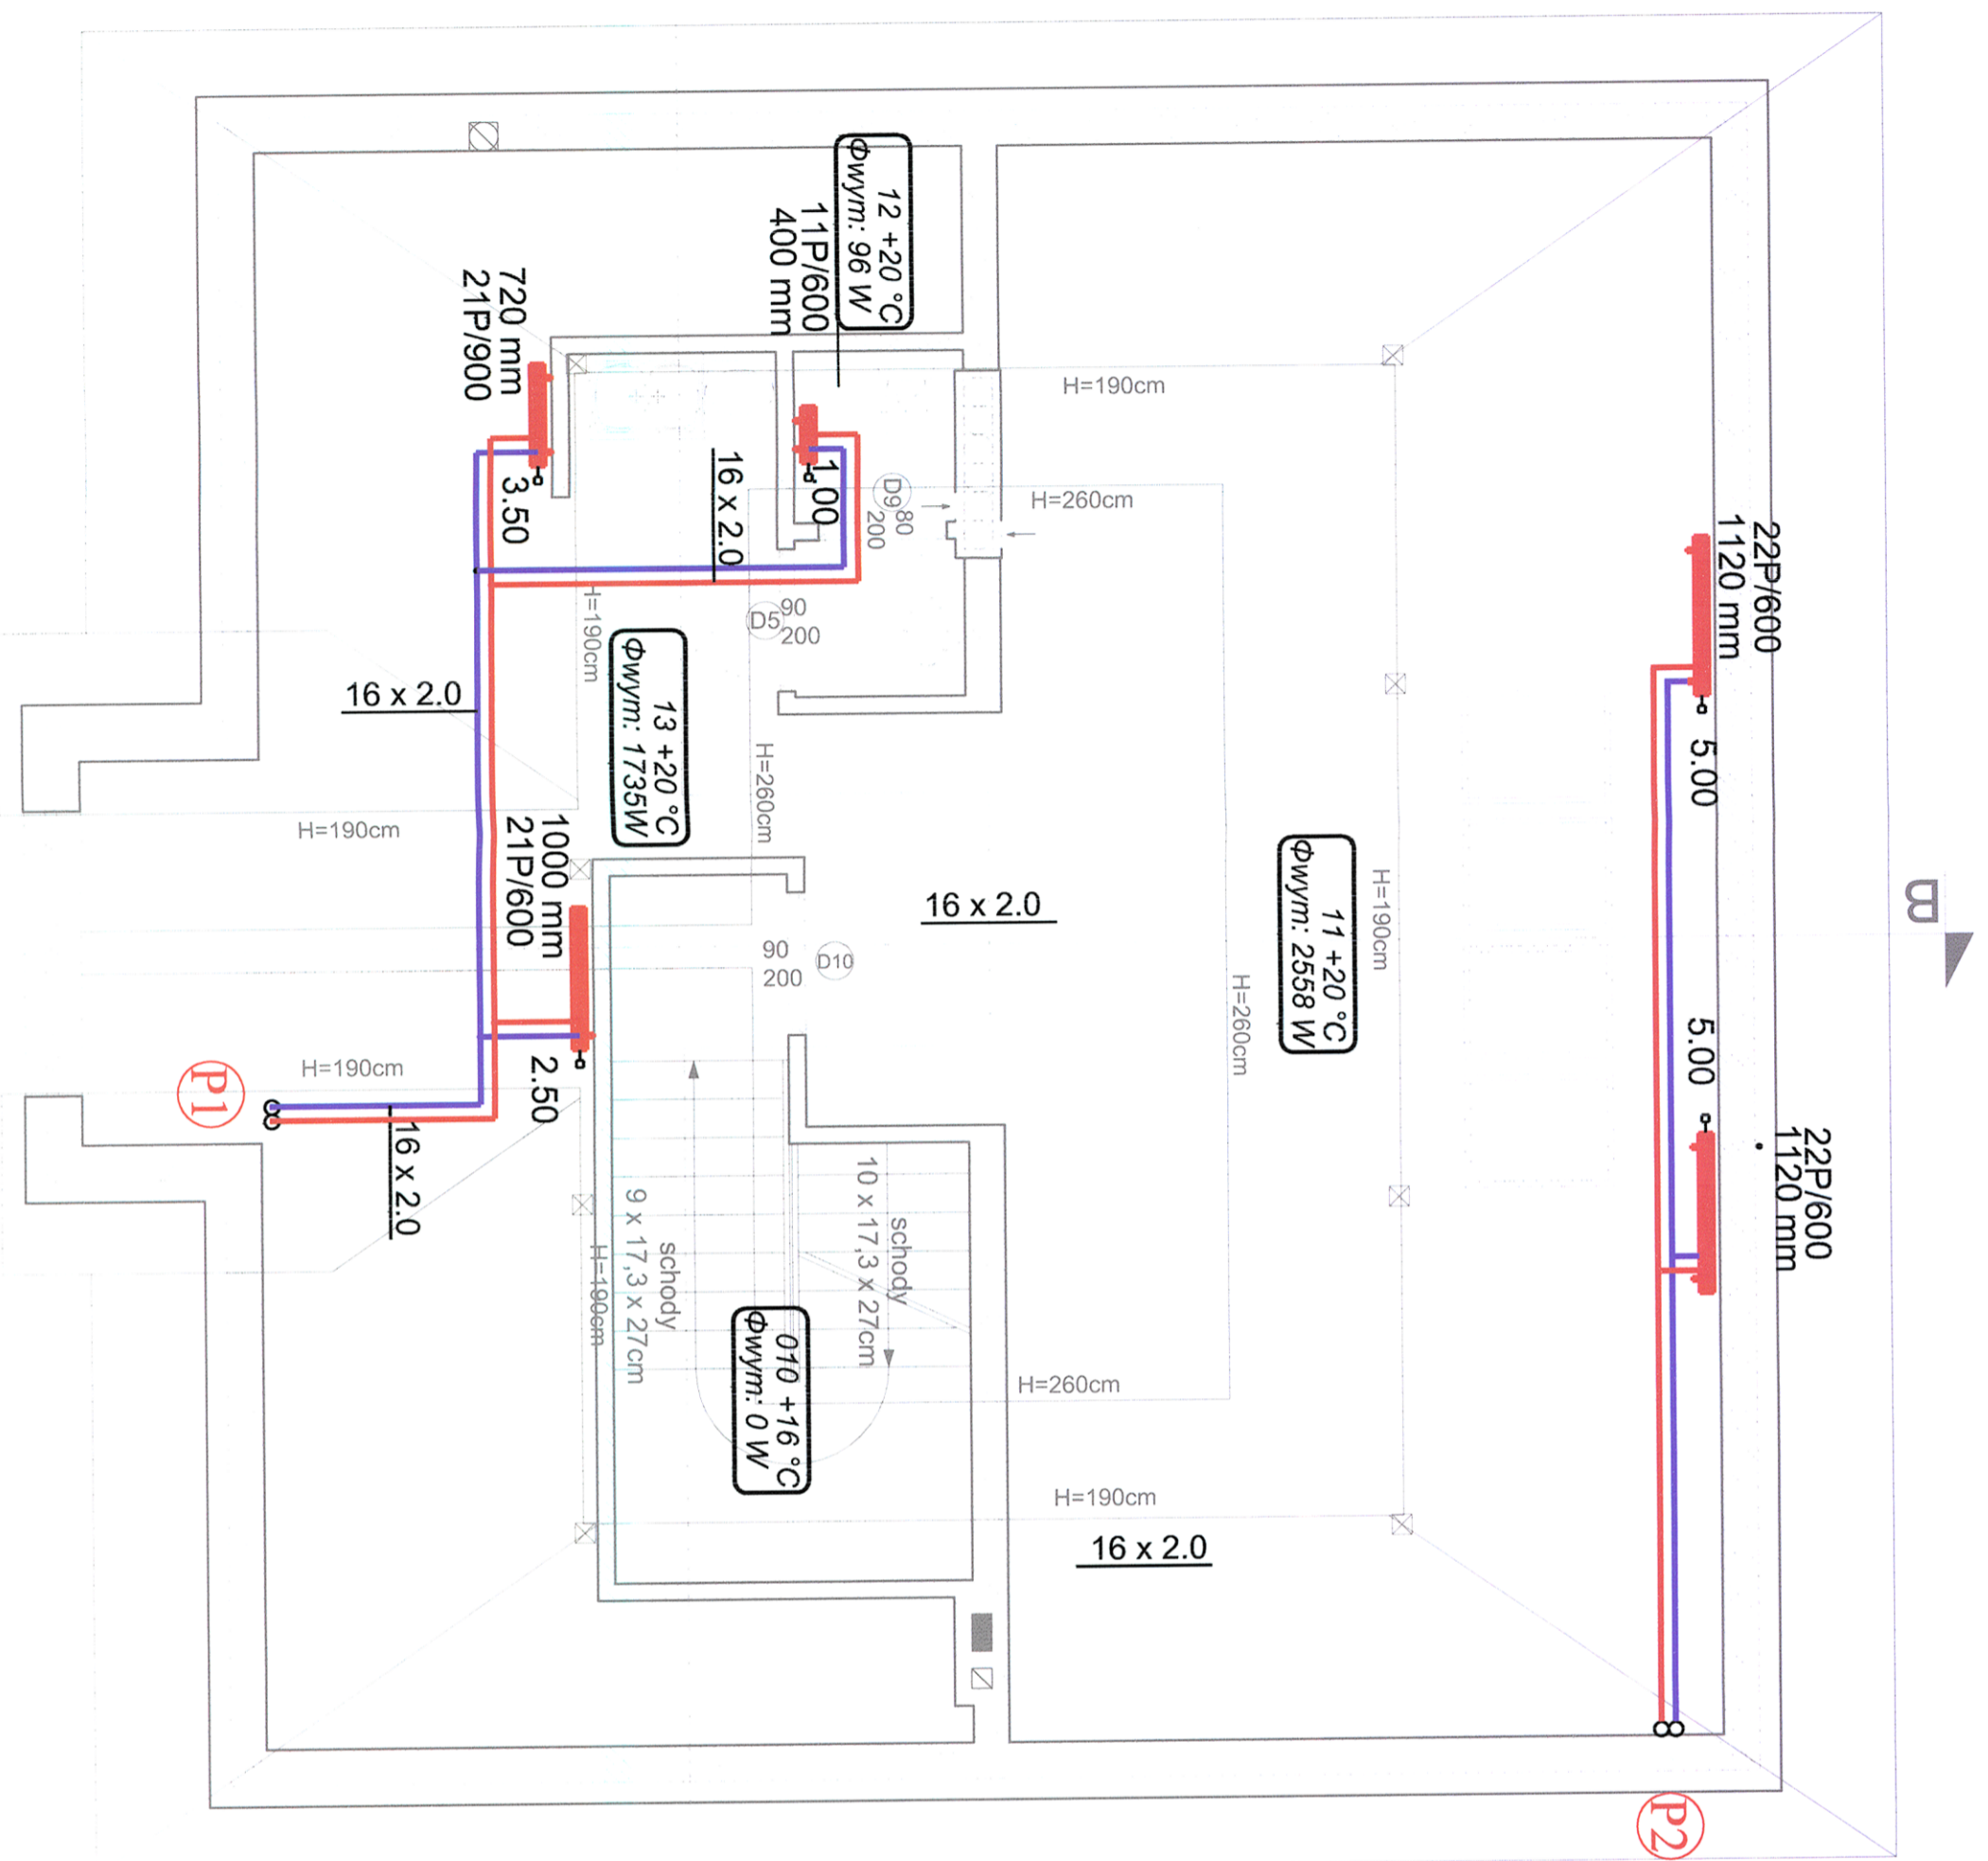 12 +20 °C
Φwym: 96 W
11P/600
400 mm
720 mm
21P/900
3.50
1.00
16 x 2.0
D9
80
200
H=190cm
H=260cm
22P/600
1120 mm
5.00
D5
90
200
H=190cm
13 +20 °C
Φwym: 1735W
16 x 2.0
H=260cm
H=190cm
1000 mm
21P/600
2.50
90
200
D10
16 x 2.0
11 +20 °C
Φwym: 2558 W
H=190cm
H=260cm
B
5.00
22P/600
1120 mm
H=190cm
P1
16 x 2.0
schody
9 x 17,3 x 27cm
H=190cm
schody
10 x 17,3 x 27cm
010 +16 °C
Φwym: 0 W
H=260cm
H=190cm
16 x 2.0
P2